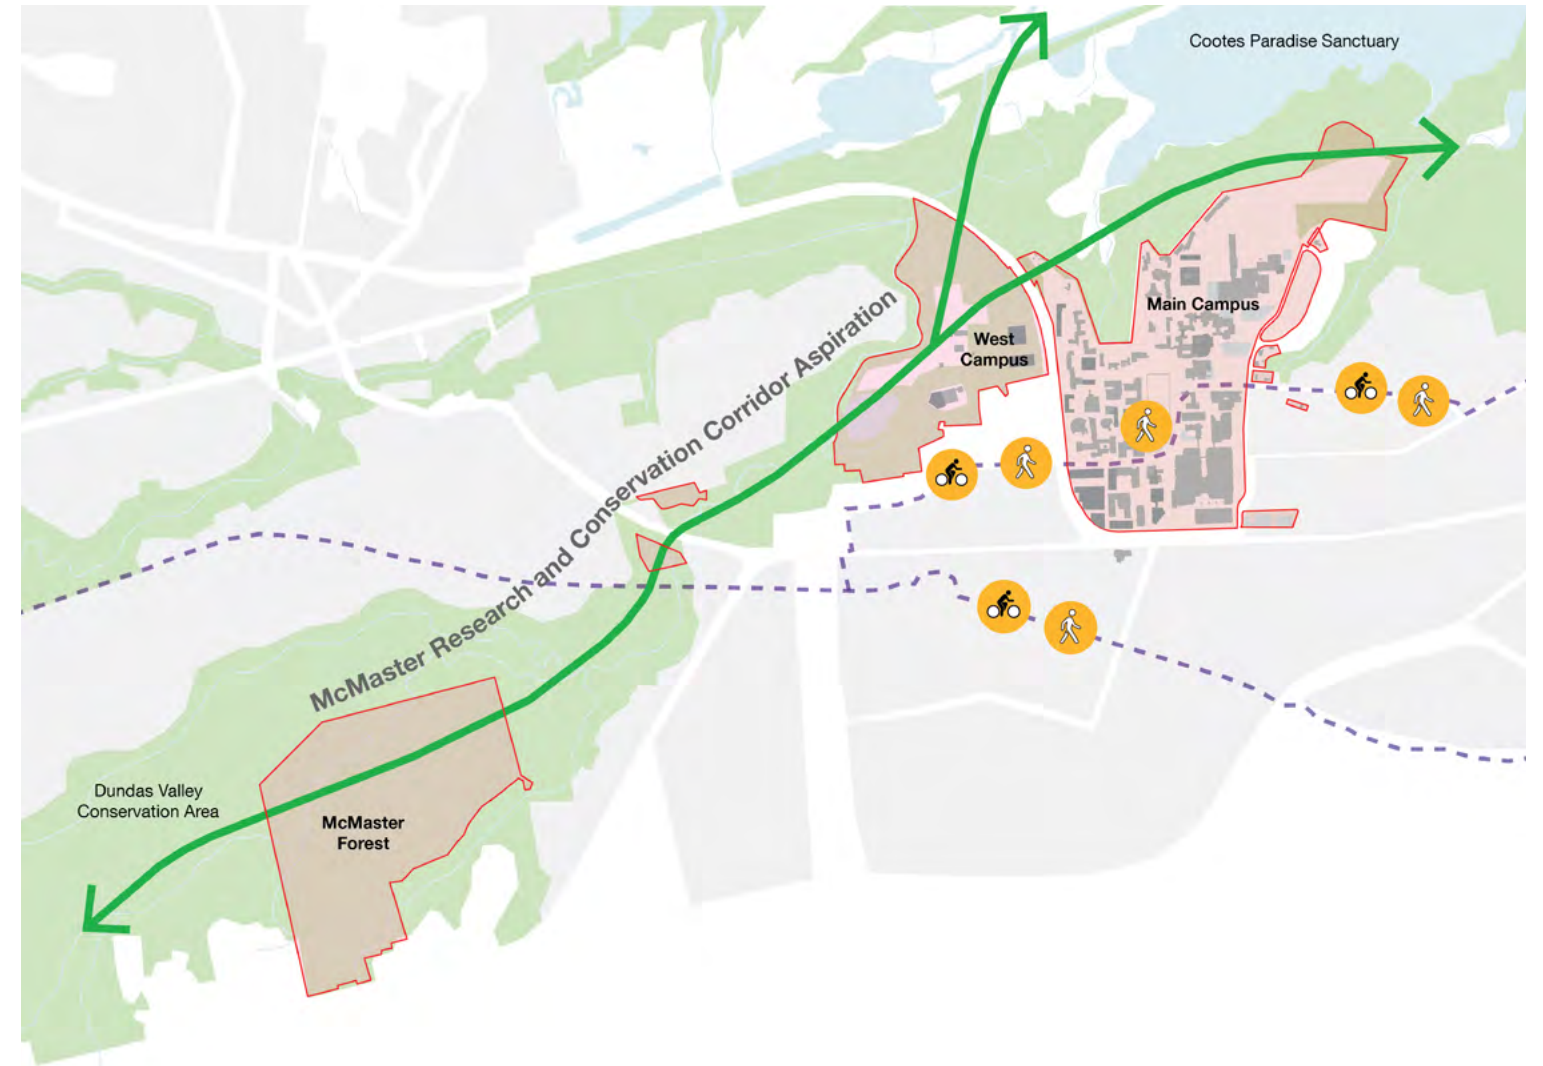 Cootes Paradise Sanctuary
Main Campus
West
Campus
McMaster Research and Conservation Corridor Aspiration
Dundas Valley
Conservation Area
McMaster
Forest